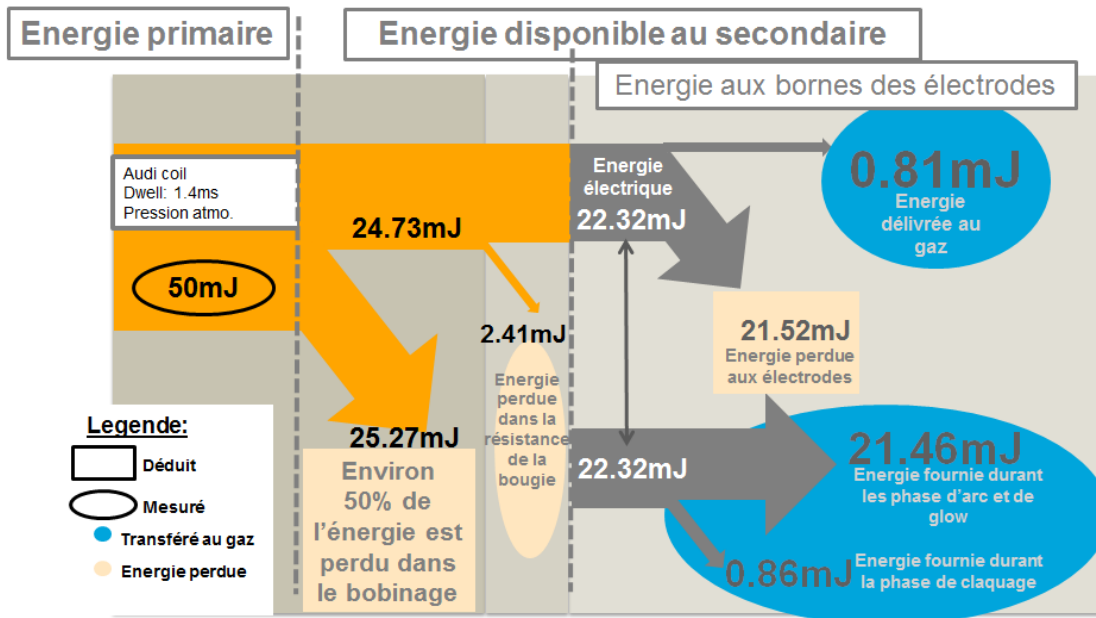 Energie primaire
Energie disponible au secondaire
Energie aux bornes des électrodes
Audi coil
Dwell: 1.4ms
Pression atmo.
50mJ
24.73mJ
25.27mJ
Environ
50% de
l'énergie est
perdu dans
le bobinage
2.41mJ
Energie
perdue
dans la
résistance
de la
bougie
Energie
électrique
22.32mJ
0.81mJ
Energie
délivrée au
gaz
21.52mJ
Energie perdue
aux électrodes
22.32mJ
21.46mJ
Energie fournie durant
les phase d'arc et de
glow
0.86mJ
Energie fournie durant
la phase de claquage
Legende:
Déduit
Mesuré
Transféré au gaz
Energie perdue